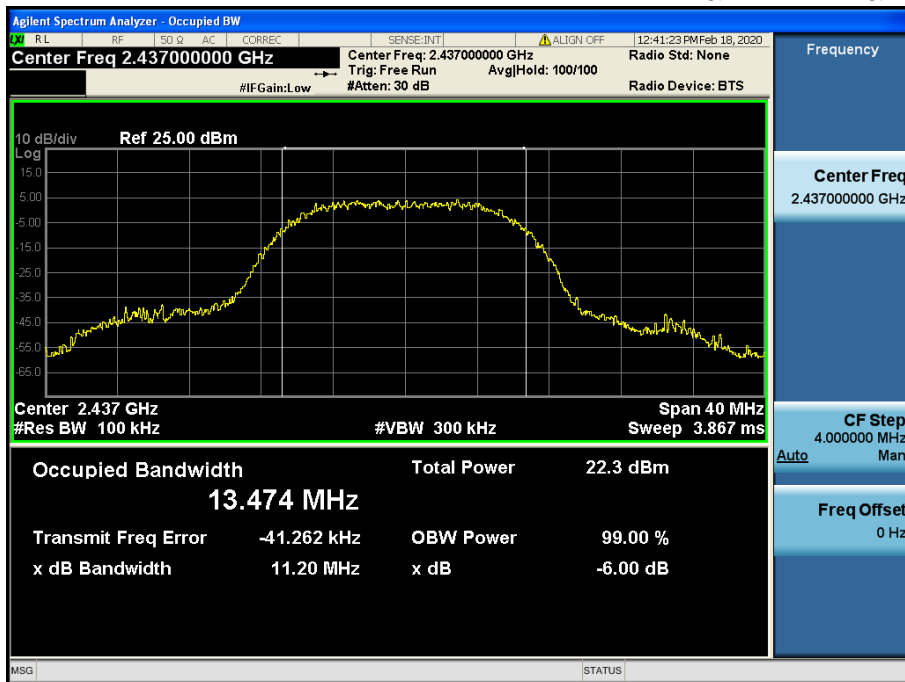 Agilent Spectrum Analyzer - Occupied BW
LXI RL RF 50 Ω AC CORREC SENSE:INT ALIGN OFF 12:41:23 PM Feb 18, 2020
Center Freq 2.437000000 GHz
Center Freq: 2.437000000 GHz
Radio Std: None
Trig: Free Run Avg|Hold: 100/100
#IFGain:Low
#Atten: 30 dB
Radio Device: BTS
10 dB/div Ref 25.00 dBm
Log
15.0
5.00
-5.00
-15.0
-25.0
-35.0
-45.0
-55.0
-65.0
Center 2.437 GHz Span 40 MHz
#Res BW 100 kHz #VBW 300 kHz Sweep 3.867 ms
Occupied Bandwidth Total Power 22.3 dBm
13.474 MHz
Transmit Freq Error -41.262 kHz OBW Power 99.00 %
x dB Bandwidth 11.20 MHz x dB -6.00 dB
MSG STATUS
Frequency
Center Freq
2.437000000 GHz
CF Step
4.000000 MHz
Auto Man
Freq Offset
0 Hz